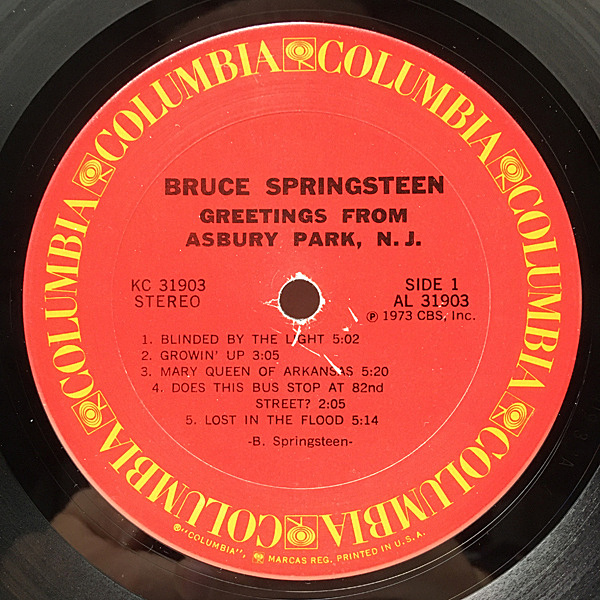 COLUMBIA COLUMBIA COLUMBIA COLUMBIA COLUMBIA COLUMBIA
BRUCE SPRINGSTEEN
GREETINGS FROM
ASBURY PARK, N.J.
KC 31903
STEREO
SIDE 1
AL 31903
℗ 1973 CBS, Inc.
1. BLINDED BY THE LIGHT 5:02
2. GROWIN' UP 3:05
3. MARY QUEEN OF ARKANSAS 5:20
4. DOES THIS BUS STOP AT 82nd
STREET? 2:05
5. LOST IN THE FLOOD 5:14
-B. Springsteen-
®"COLUMBIA", MARCAS REG. PRINTED IN U.S.A.